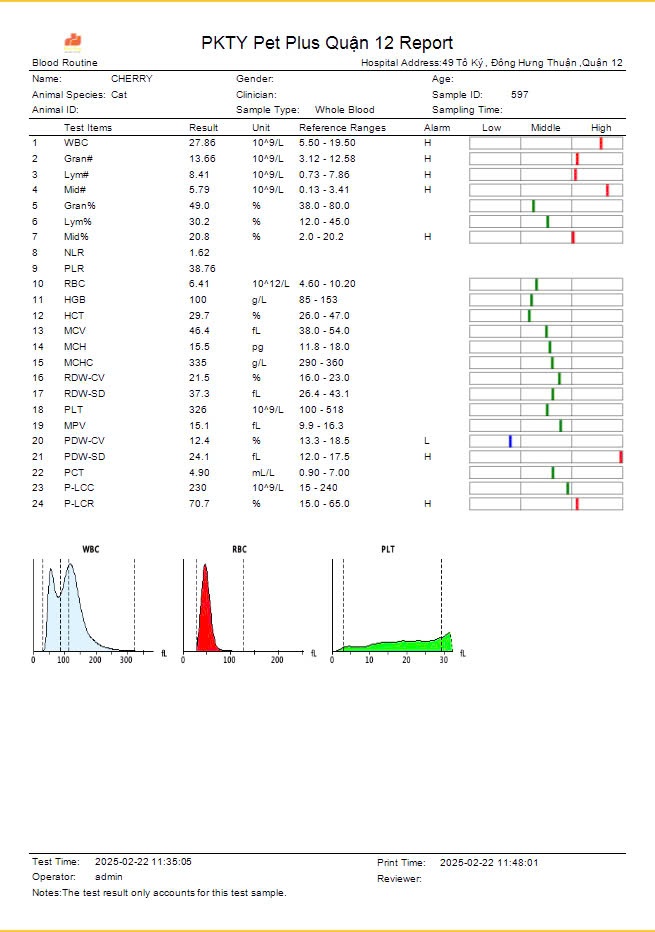 PKTY Pet Plus Quận 12 Report
Blood Routine Hospital Address:49 Tô Ký , Đông Hưng Thuận ,Quận 12
Name: CHERRY Gender: Age:
Animal Species: Cat Clinician: Sample ID: 597
Animal ID: Sample Type: Whole Blood Sampling Time:
Test Items Result Unit Reference Ranges Alarm Low Middle High
1 WBC 27.86 10^9/L 5.50 - 19.50 H
2 Gran# 13.66 10^9/L 3.12 - 12.58 H
3 Lym# 8.41 10^9/L 0.73 - 7.86 H
4 Mid# 5.79 10^9/L 0.13 - 3.41 H
5 Gran% 49.0 % 38.0 - 80.0
6 Lym% 30.2 % 12.0 - 45.0
7 Mid% 20.8 % 2.0 - 20.2 H
8 NLR 1.62
9 PLR 38.76
10 RBC 6.41 10^12/L 4.60 - 10.20
11 HGB 100 g/L 85 - 153
12 HCT 29.7 % 26.0 - 47.0
13 MCV 46.4 fL 38.0 - 54.0
14 MCH 15.5 pg 11.8 - 18.0
15 MCHC 335 g/L 290 - 360
16 RDW-CV 21.5 % 16.0 - 23.0
17 RDW-SD 37.3 fL 26.4 - 43.1
18 PLT 326 10^9/L 100 - 518
19 MPV 15.1 fL 9.9 - 16.3
20 PDW-CV 12.4 % 13.3 - 18.5 L
21 PDW-SD 24.1 fL 12.0 - 17.5 H
22 PCT 4.90 mL/L 0.90 - 7.00
23 P-LCC 230 10^9/L 15 - 240
24 P-LCR 70.7 % 15.0 - 65.0 H
WBC RBC PLT
0 100 200 300 fL 0 100 200 fL 0 10 20 30 fL
Test Time: 2025-02-22 11:35:05 Print Time: 2025-02-22 11:48:01
Operator: admin Reviewer:
Notes:The test result only accounts for this test sample.